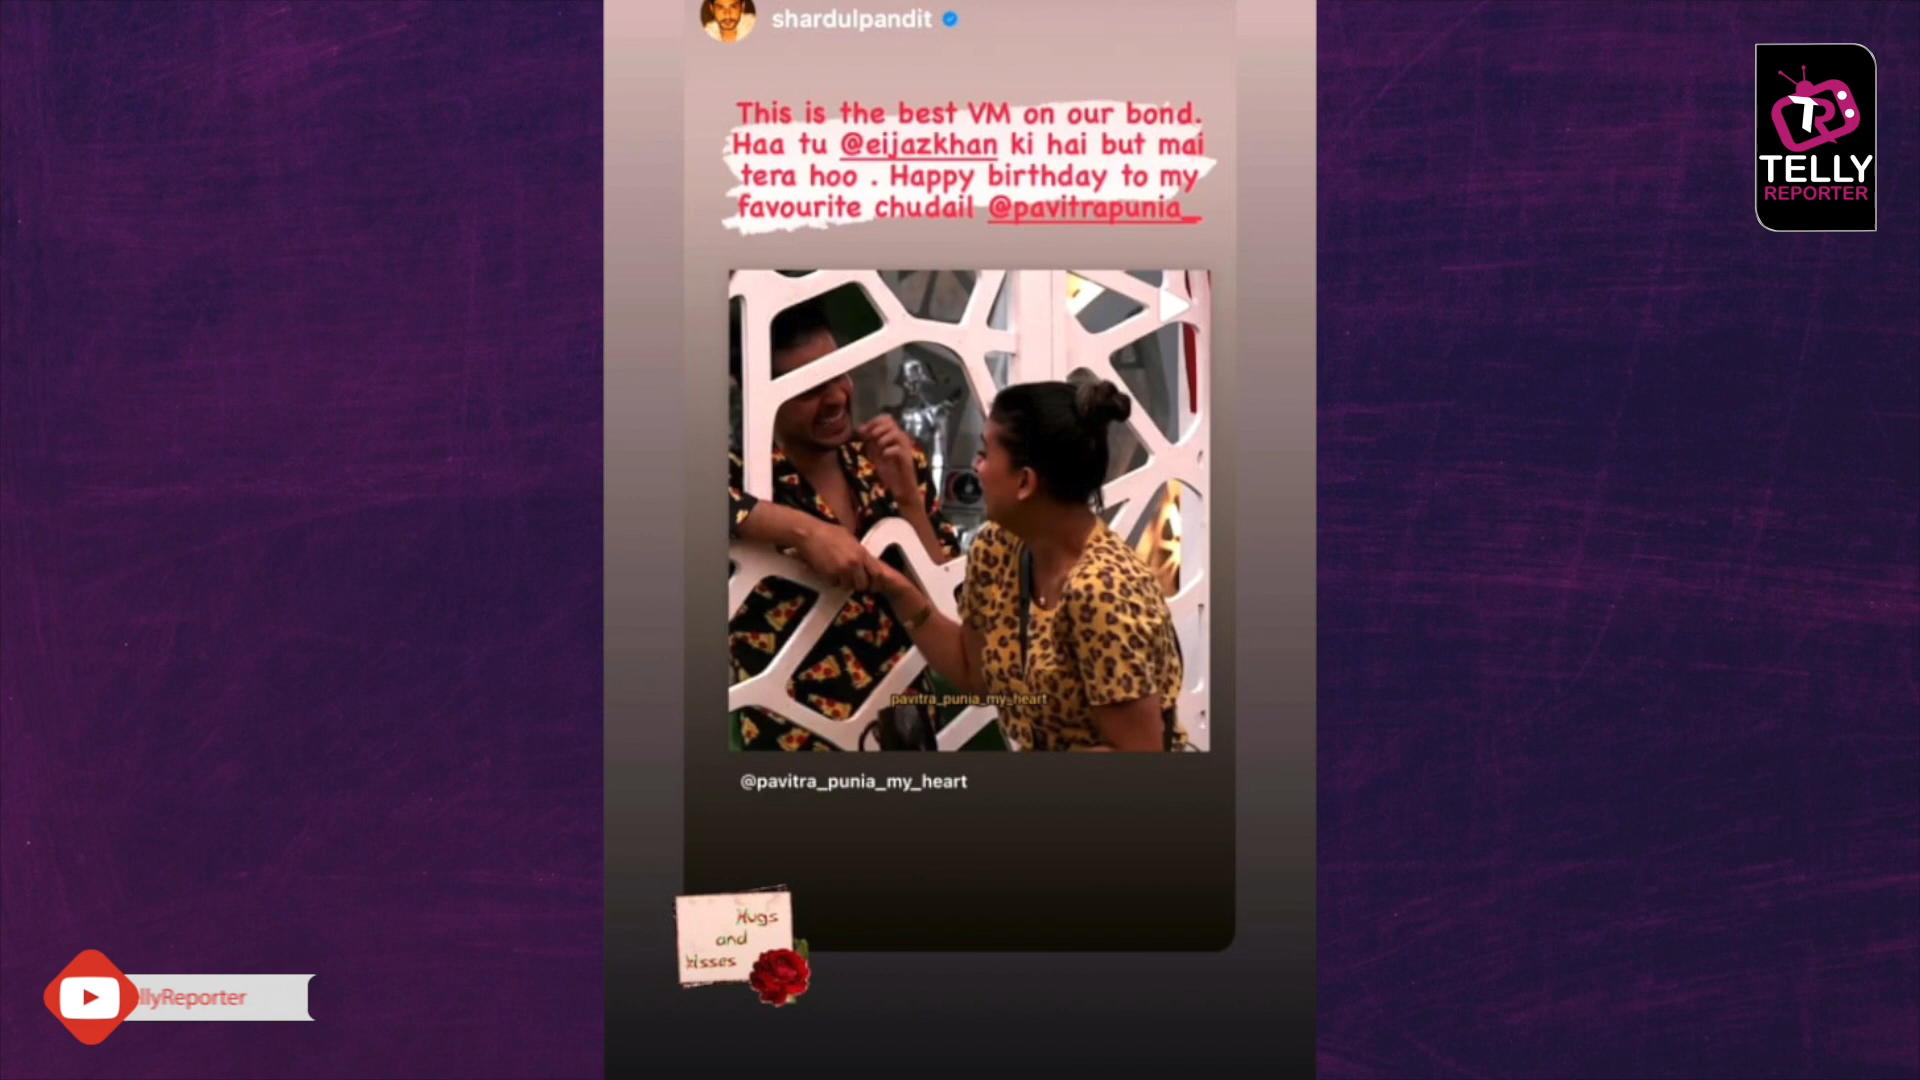 shardulpandit
This is the best VM on our bond.
Haa tu @eijazkhan ki hai but mai
tera hoo . Happy birthday to my
favourite chudail @pavitrapunia_
TR
TELLY
REPORTER
pavitra_punia_my_heart
@pavitra_punia_my_heart
Hugs
and
kisses
llyReporter